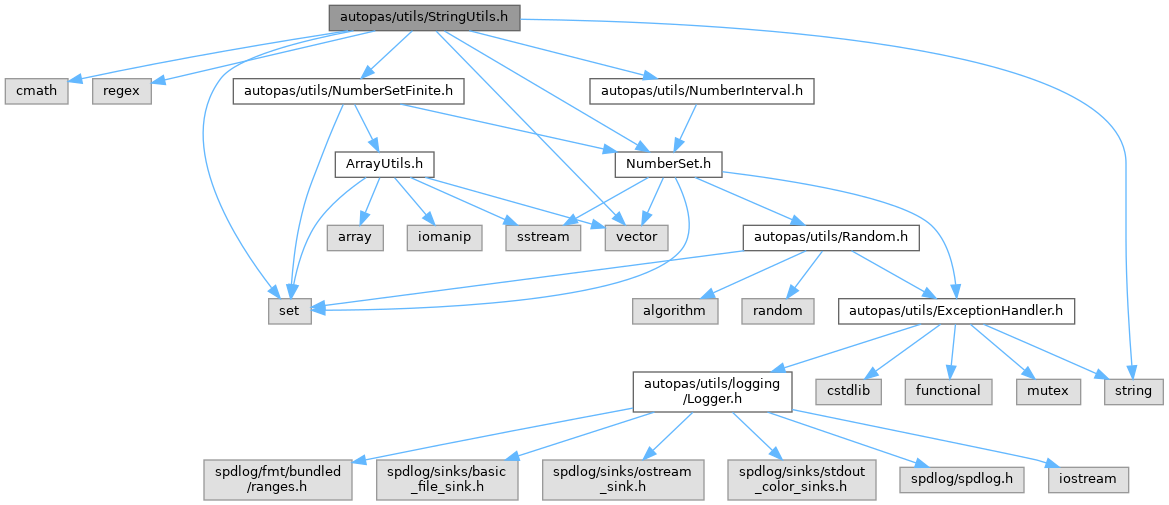 autopas/utils/StringUtils.h
cmath
regex
autopas/utils/NumberSetFinite.h
autopas/utils/NumberInterval.h
ArrayUtils.h
NumberSet.h
array
iomanip
sstream
vector
autopas/utils/Random.h
set
algorithm
random
autopas/utils/ExceptionHandler.h
autopas/utils/logging
/Logger.h
cstdlib
functional
mutex
string
spdlog/fmt/bundled
/ranges.h
spdlog/sinks/basic
_file_sink.h
spdlog/sinks/ostream
_sink.h
spdlog/sinks/stdout
_color_sinks.h
spdlog/spdlog.h
iostream